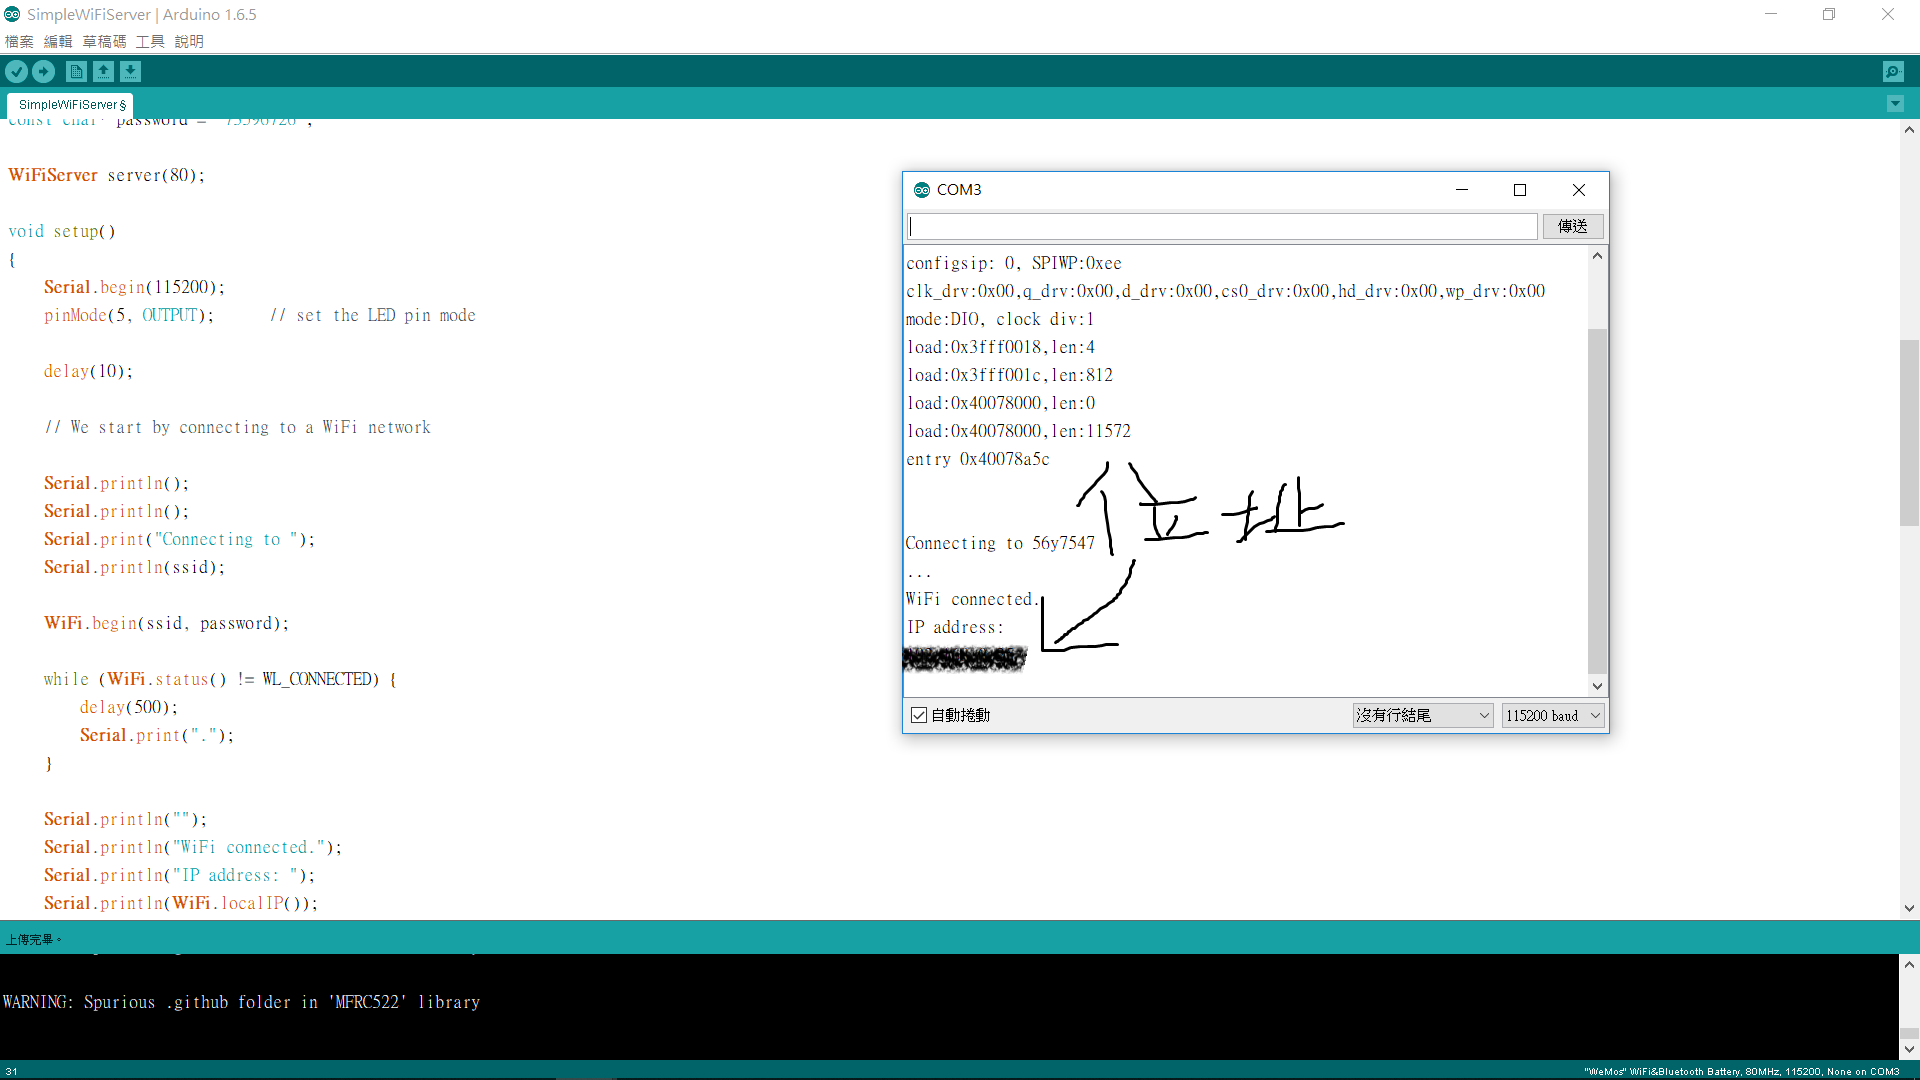 SimpleWiFiServer | Arduino 1.6.5
檔案 編輯 草稿碼 工具 說明
SimpleWiFiServer §
const char* password =
WiFiServer server(80);
void setup()
{
Serial.begin(115200);
pinMode(5, OUTPUT);      // set the LED pin mode
delay(10);
// We start by connecting to a WiFi network
Serial.println();
Serial.println();
Serial.print("Connecting to ");
Serial.println(ssid);
WiFi.begin(ssid, password);
while (WiFi.status() != WL_CONNECTED) {
delay(500);
Serial.print(".");
}
Serial.println("");
Serial.println("WiFi connected.");
Serial.println("IP address: ");
Serial.println(WiFi.localIP());
COM3
傳送
configsip: 0, SPIWP:0xee
clk_drv:0x00,q_drv:0x00,d_drv:0x00,cs0_drv:0x00,hd_drv:0x00,wp_drv:0x00
mode:DIO, clock div:1
load:0x3fff0018,len:4
load:0x3fff001c,len:812
load:0x40078000,len:0
load:0x40078000,len:11572
entry 0x40078a5c
位址
Connecting to 56y7547
...
WiFi connected.
IP address:
自動捲動
沒有行結尾
115200 baud
上傳完畢。
WARNING: Spurious .github folder in 'MFRC522' library
31
"WeMos" WiFi&Bluetooth Battery, 80MHz, 115200, None on COM3